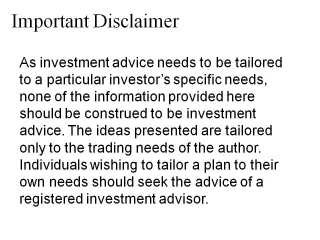 Important Disclaimer
As investment advice needs to be tailored
to a particular investor's specific needs,
none of the information provided here
should be construed to be investment
advice. The ideas presented are tailored
only to the trading needs of the author.
Individuals wishing to tailor a plan to their
own needs should seek the advice of a
registered investment advisor.